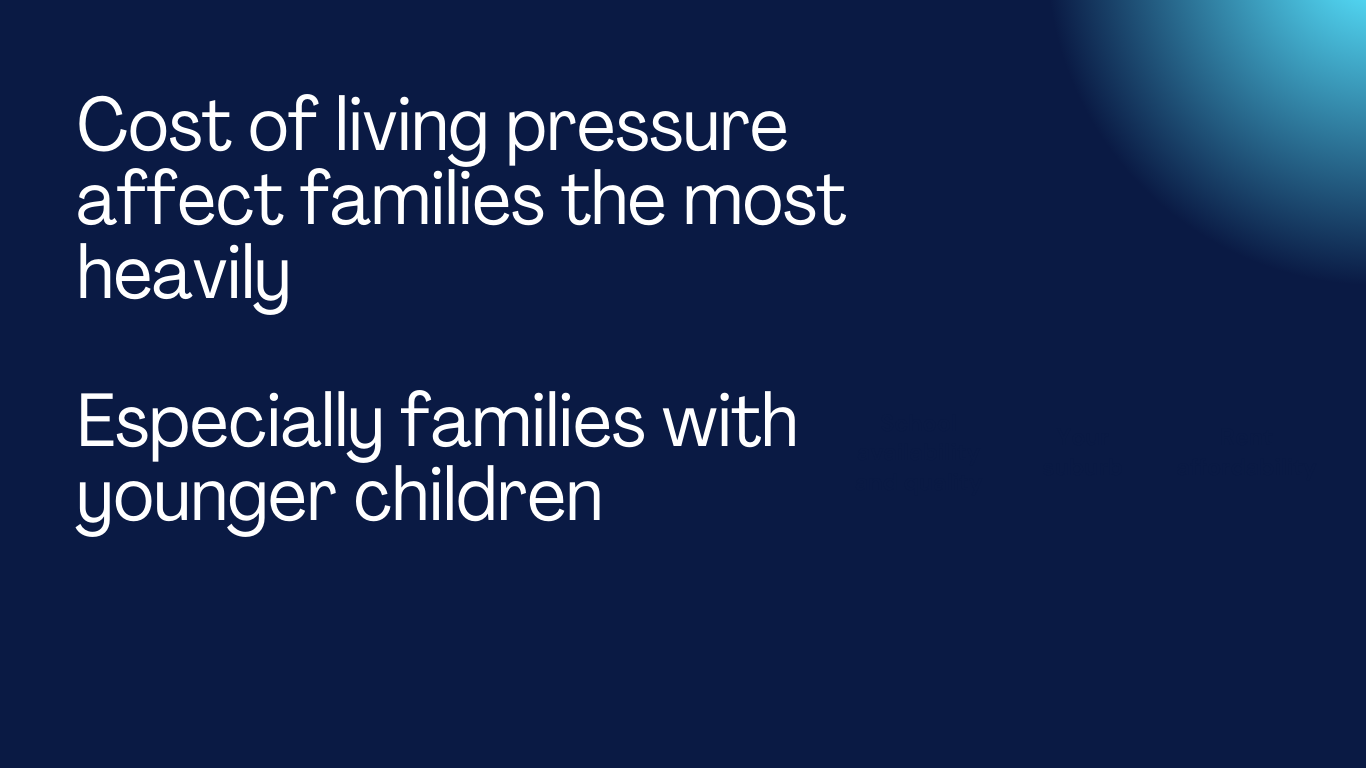 Cost of living pressure
affect families the most
heavily
Especially families with
younger children